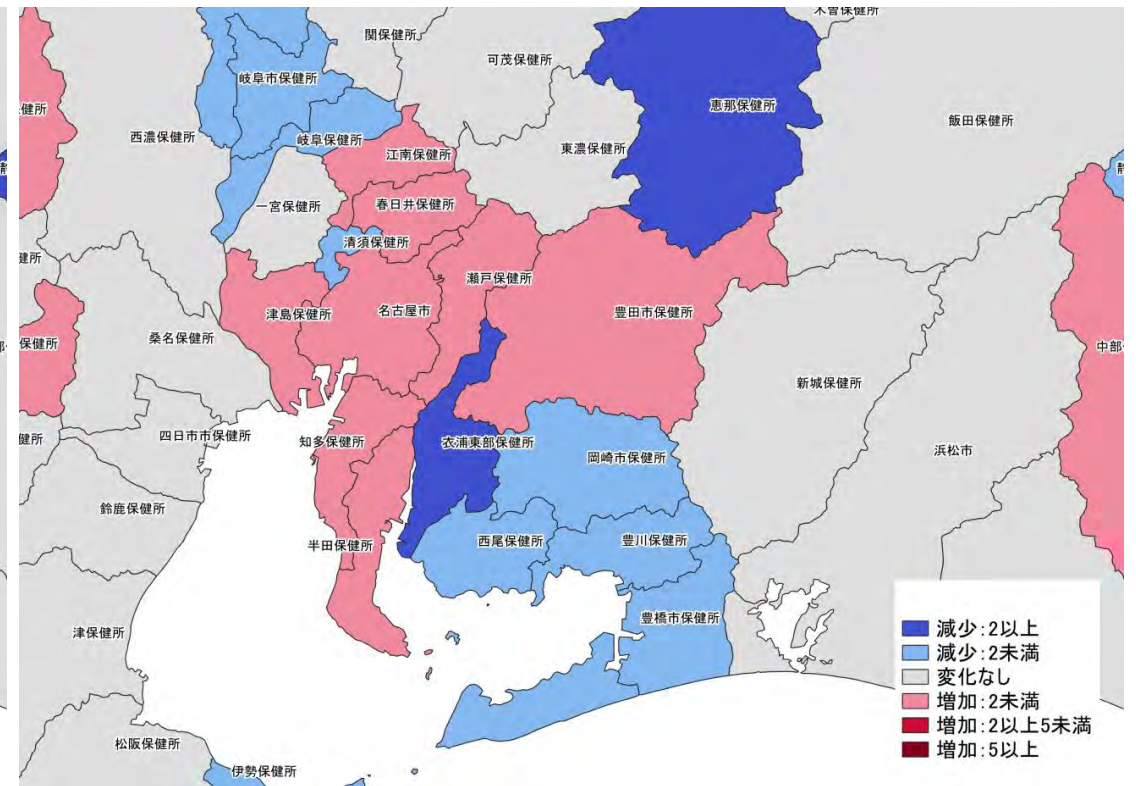 木曽保健所
関保健所
可茂保健所
岐阜市保健所
恵那保健所
飯田保健所
西濃保健所
岐阜保健所
東濃保健所
江南保健所
一宮保健所
春日井保健所
清須保健所
瀬戸保健所
津島保健所
名古屋市
豊田市保健所
桑名保健所
保健所
中部
新城保健所
四日市市保健所
知多保健所
衣浦東部保健所
岡崎市保健所
浜松市
鈴鹿保健所
半田保健所
西尾保健所
豊川保健所
津保健所
豊橋市保健所
松阪保健所
伊勢保健所
減少:2以上
減少:2未満
変化なし
増加:2未満
増加:2以上5未満
増加:5以上